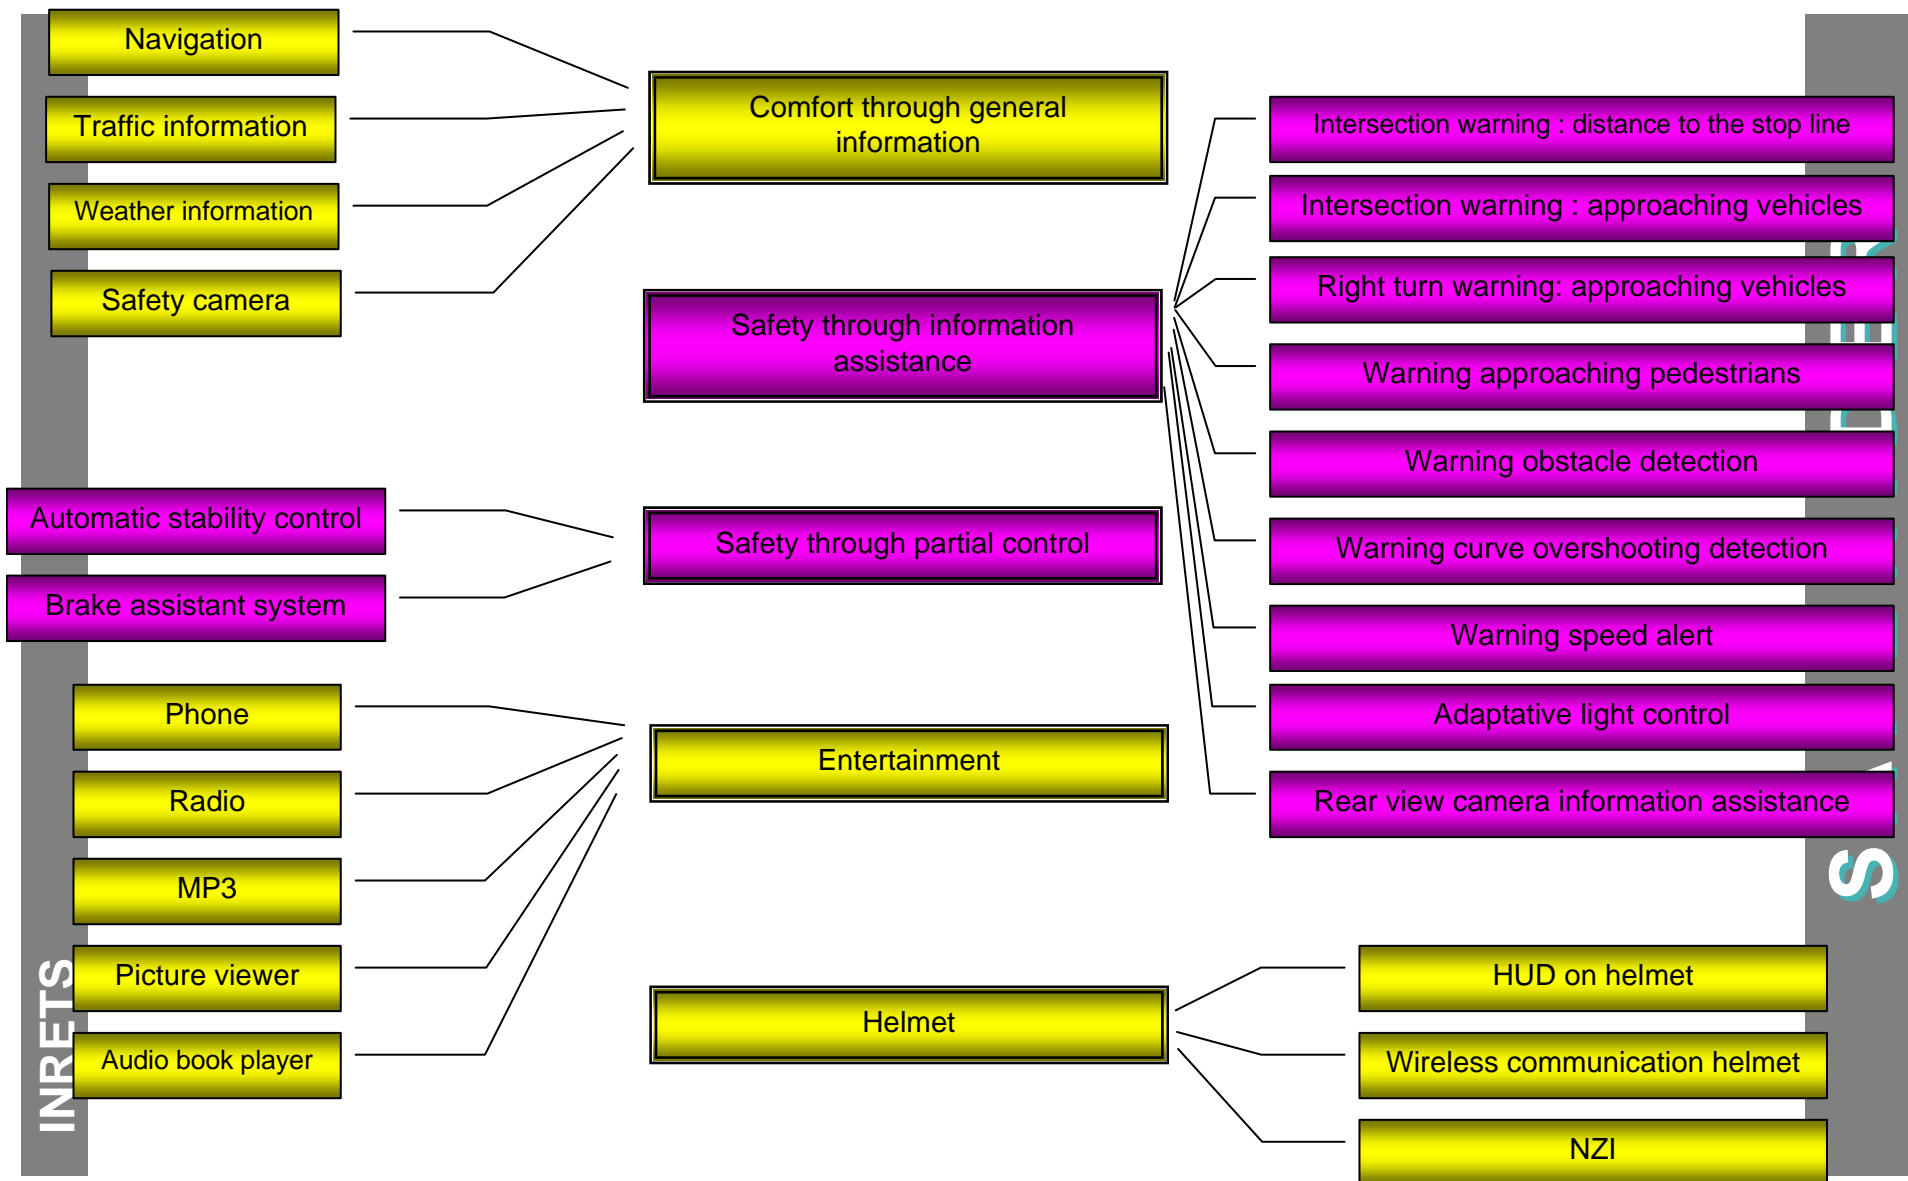 Navigation
Traffic information
Weather information
Safety camera
Comfort through general
information
Safety through information
assistance
Intersection warning : distance to the stop line
Intersection warning : approaching vehicles
Right turn warning: approaching vehicles
Warning approaching pedestrians
Warning obstacle detection
Warning curve overshooting detection
Warning speed alert
Adaptative light control
Rear view camera information assistance
Automatic stability control
Brake assistant system
Safety through partial control
Phone
Radio
MP3
Picture viewer
Audio book player
Entertainment
Helmet
HUD on helmet
Wireless communication helmet
NZI
INRETS